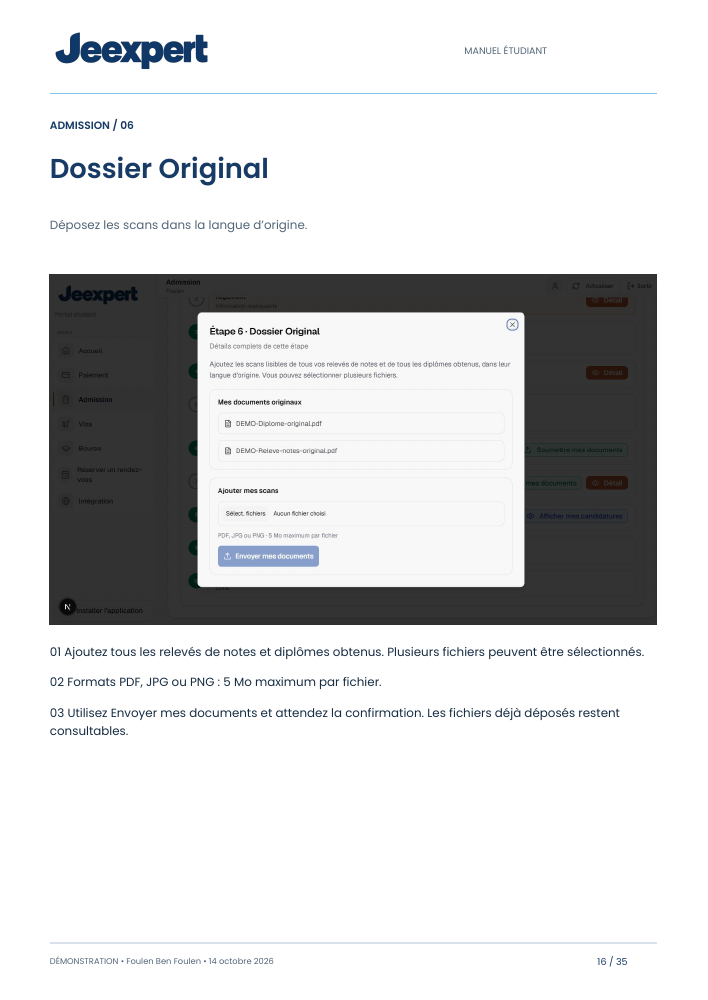 Jeexpert
MANUEL ÉTUDIANT
ADMISSION / 06
Dossier Original
Déposez les scans dans la langue d'origine.
Jeexpert
Portail étudiant
Accueil
Paiement
Admission
Visa
Bourse
Réserver un rendez-
vous
Intégration
Installer l'application
N
Admission
Foulen
Actualiser
Sortir
Détail
Détail
Soumettre mes documents
mes documents
Détail
Afficher mes candidatures
Étape 6 · Dossier Original
Détails complets de cette étape
Ajoutez les scans lisibles de tous vos relevés de notes et de tous les diplômes obtenus, dans leur
langue d'origine. Vous pouvez sélectionner plusieurs fichiers.
Mes documents originaux
DEMO-Diplome-original.pdf
DEMO-Releve-notes-original.pdf
Ajouter mes scans
Sélect. fichiers Aucun fichier choisi
PDF, JPG ou PNG · 5 Mo maximum par fichier
Envoyer mes documents
01 Ajoutez tous les relevés de notes et diplômes obtenus. Plusieurs fichiers peuvent être sélectionnés.
02 Formats PDF, JPG ou PNG : 5 Mo maximum par fichier.
03 Utilisez Envoyer mes documents et attendez la confirmation. Les fichiers déjà déposés restent
consultables.
DÉMONSTRATION • Foulen Ben Foulen • 14 octobre 2026
16 / 35